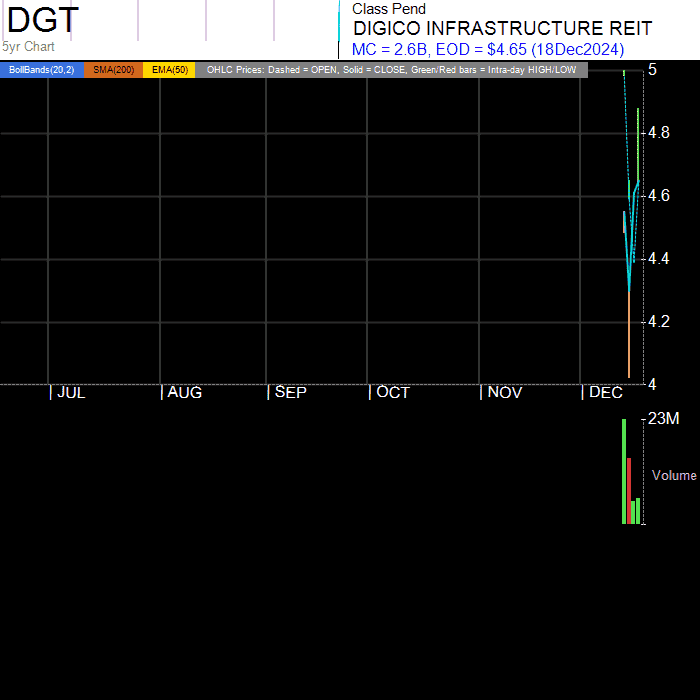 DGT
5yr Chart
Class Pend
DIGICO INFRASTRUCTURE REIT
MC = 2.6B, EOD = $4.65 (18Dec2024)
BollBands(20,2) SMA(200) EMA(50) OHLC Prices: Dashed = OPEN, Solid = CLOSE, Green/Red bars = Intra-day HIGH/LOW
5
4.8
4.6
4.4
4.2
4
JUL AUG SEP OCT NOV DEC
23M
Volume